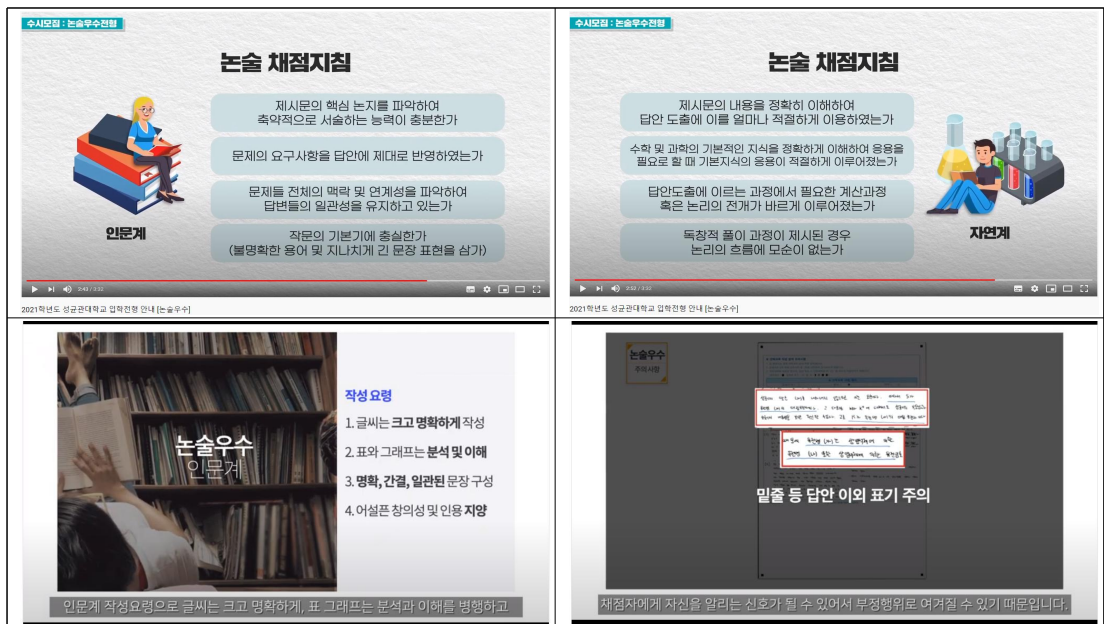 수시모집 : 논술우수전형
논술 채점지침
제시문의 핵심 논지를 파악하여
축약적으로 서술하는 능력이 충분한가
문제의 요구사항을 답안에 제대로 반영하였는가
문제들 전체의 맥락 및 연계성을 파악하여
답변들의 일관성을 유지하고 있는가
작문의 기본기에 충실한가
(불명확한 용어 및 지나치게 긴 문장 표현을 삼가)
인문계
2:43 / 3:32
2021학년도 성균관대학교 입학전형 안내 [논술우수]
수시모집 : 논술우수전형
논술 채점지침
제시문의 내용을 정확히 이해하여
답안 도출에 이를 얼마나 적절하게 이용하였는가
수학 및 과학의 기본적인 지식을 정확하게 이해하여 응용을
필요로 할 때 기본지식의 응용이 적절하게 이루어졌는가
답안도출에 이르는 과정에서 필요한 계산과정
혹은 논리의 전개가 바르게 이루어졌는가
독창적 풀이 과정이 제시된 경우
논리의 흐름에 모순이 없는가
자연계
2:52 / 3:32
2021학년도 성균관대학교 입학전형 안내 [논술우수]
논술우수
인문계
작성 요령
1. 글씨는 크고 명확하게 작성
2. 표와 그래프는 분석 및 이해
3. 명확, 간결, 일관된 문장 구성
4. 어설픈 창의성 및 인용 지양
인문계 작성요령으로 글씨는 크고 명확하게, 표 그래프는 분석과 이해를 병행하고
논술우수
주의사항
밑줄 등 답안 이외 표기 주의
채점자에게 자신을 알리는 신호가 될 수 있어서 부정행위로 여겨질 수 있기 때문입니다.